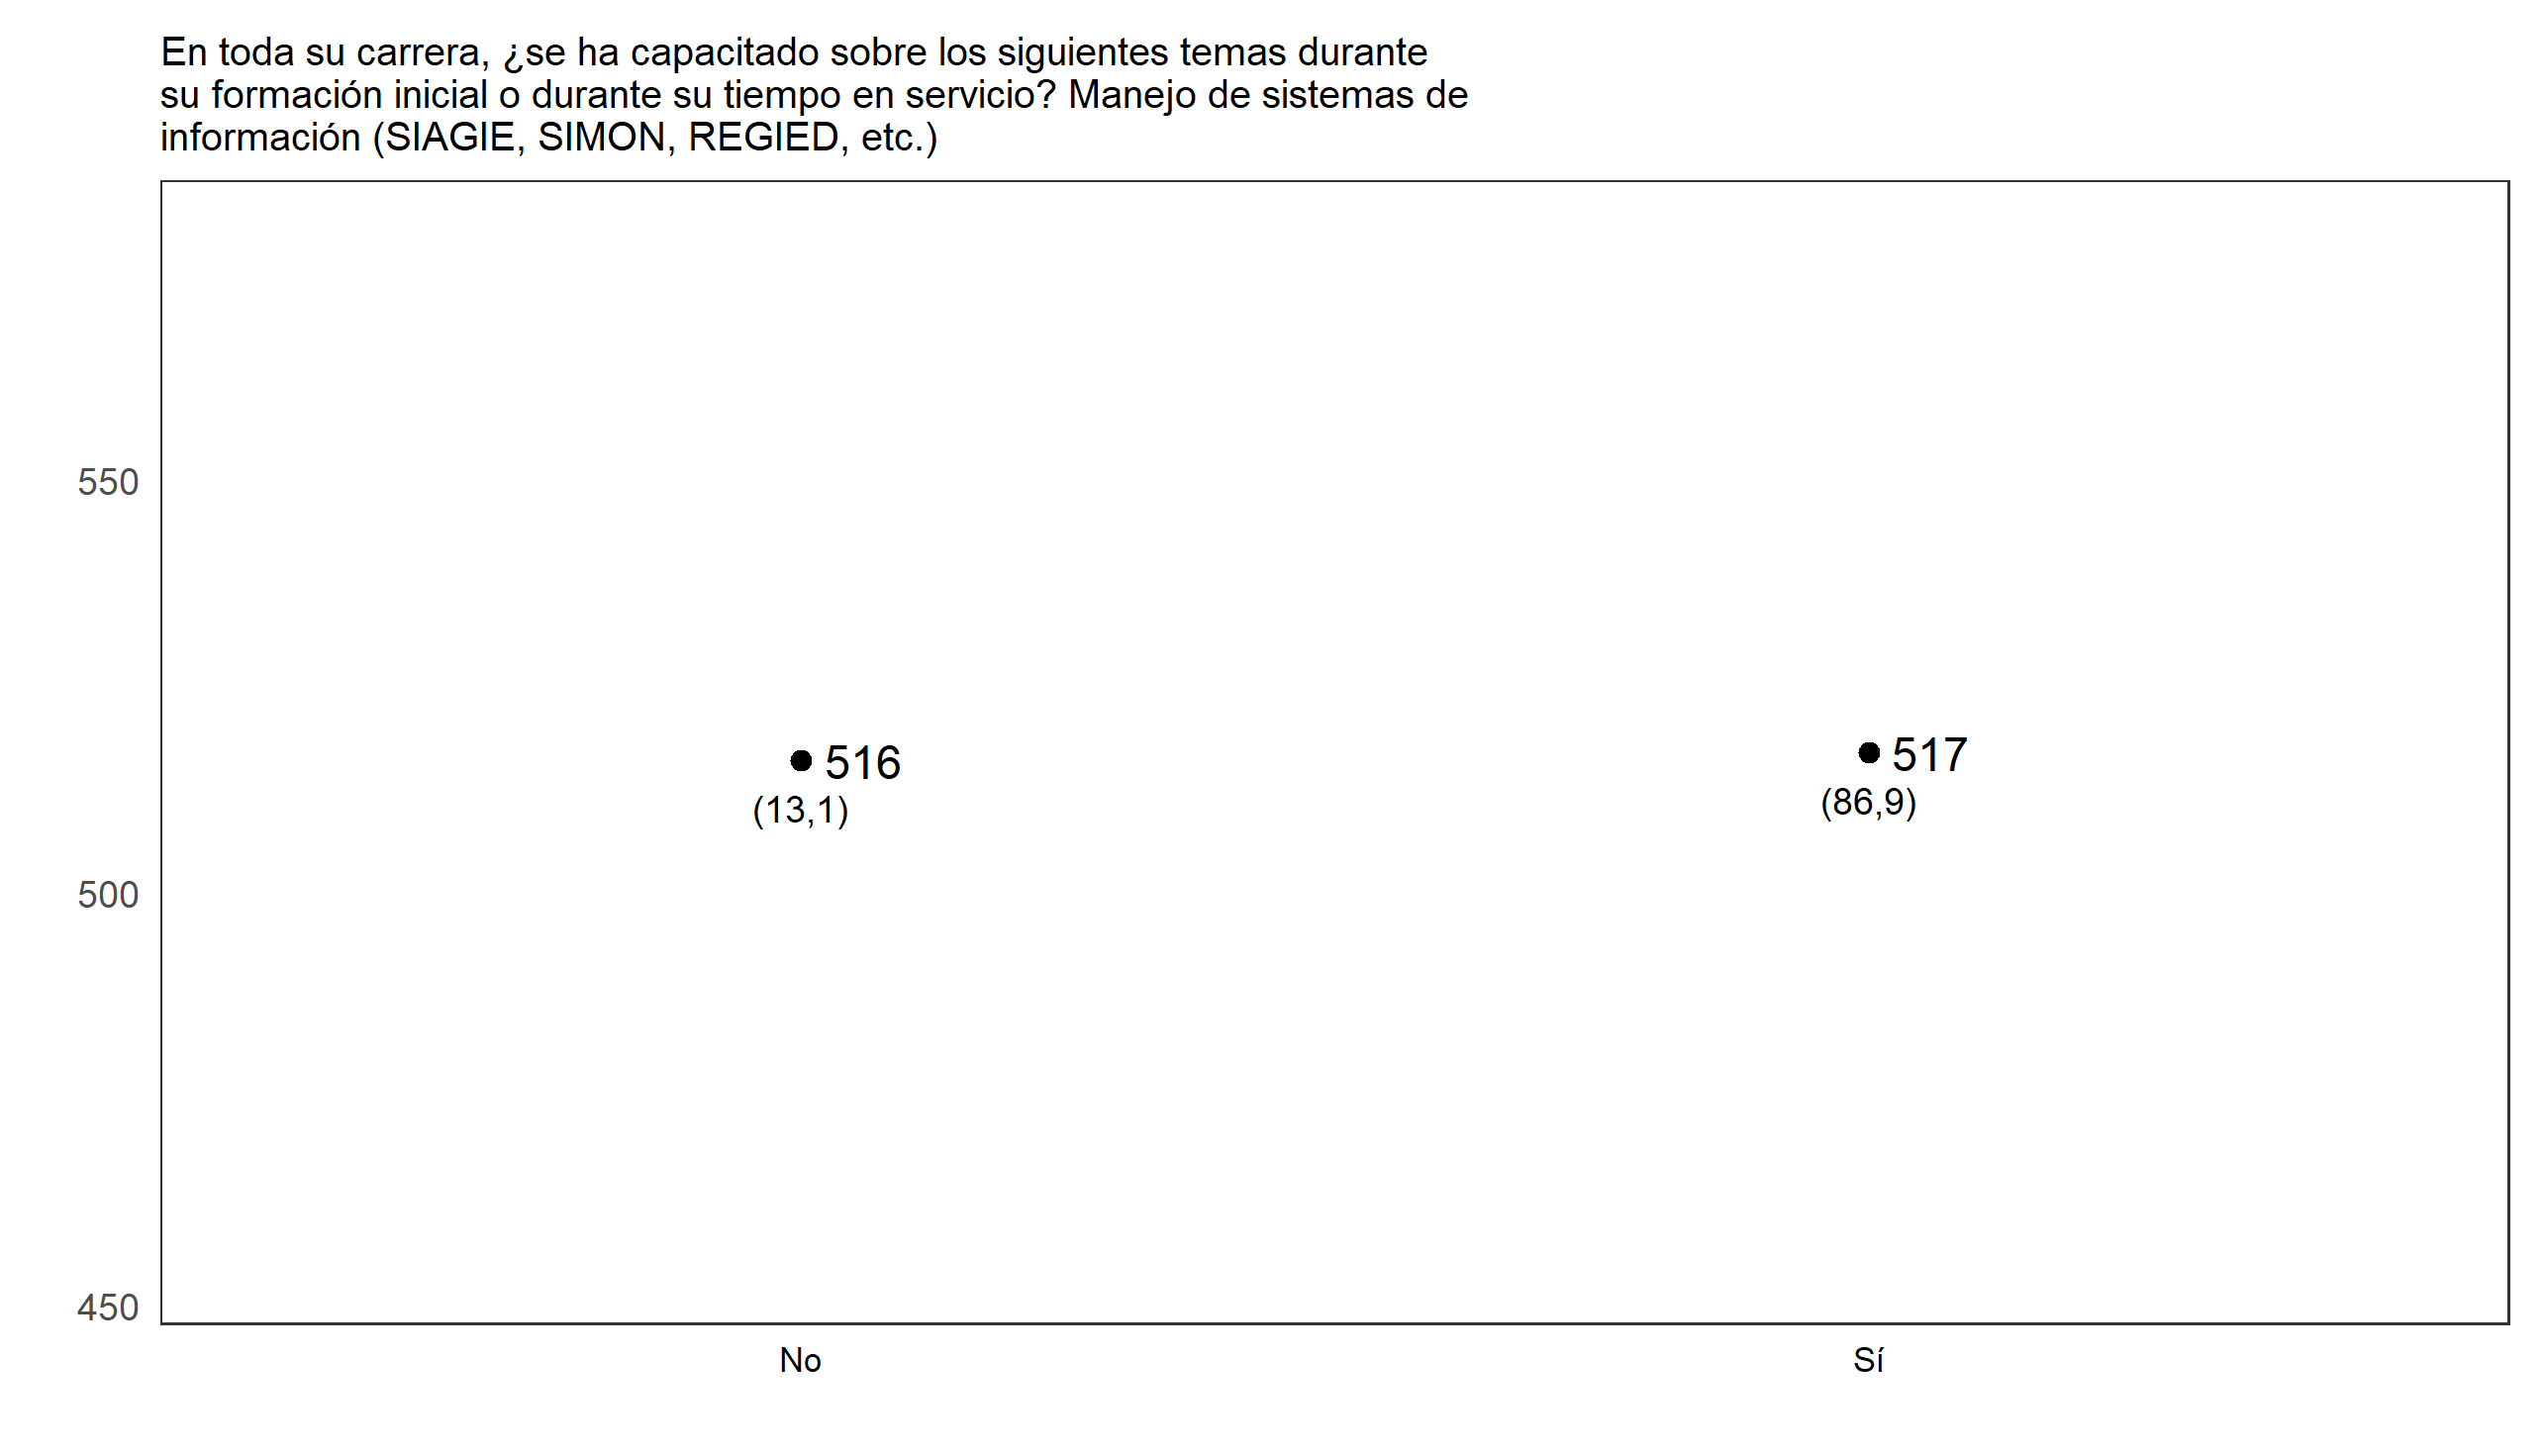 En toda su carrera, ¿se ha capacitado sobre los siguientes temas durante
su formación inicial o durante su tiempo en servicio? Manejo de sistemas de
información (SIAGIE, SIMON, REGIED, etc.)
550
500
450
516
(13,1)
517
(86,9)
No
Sí